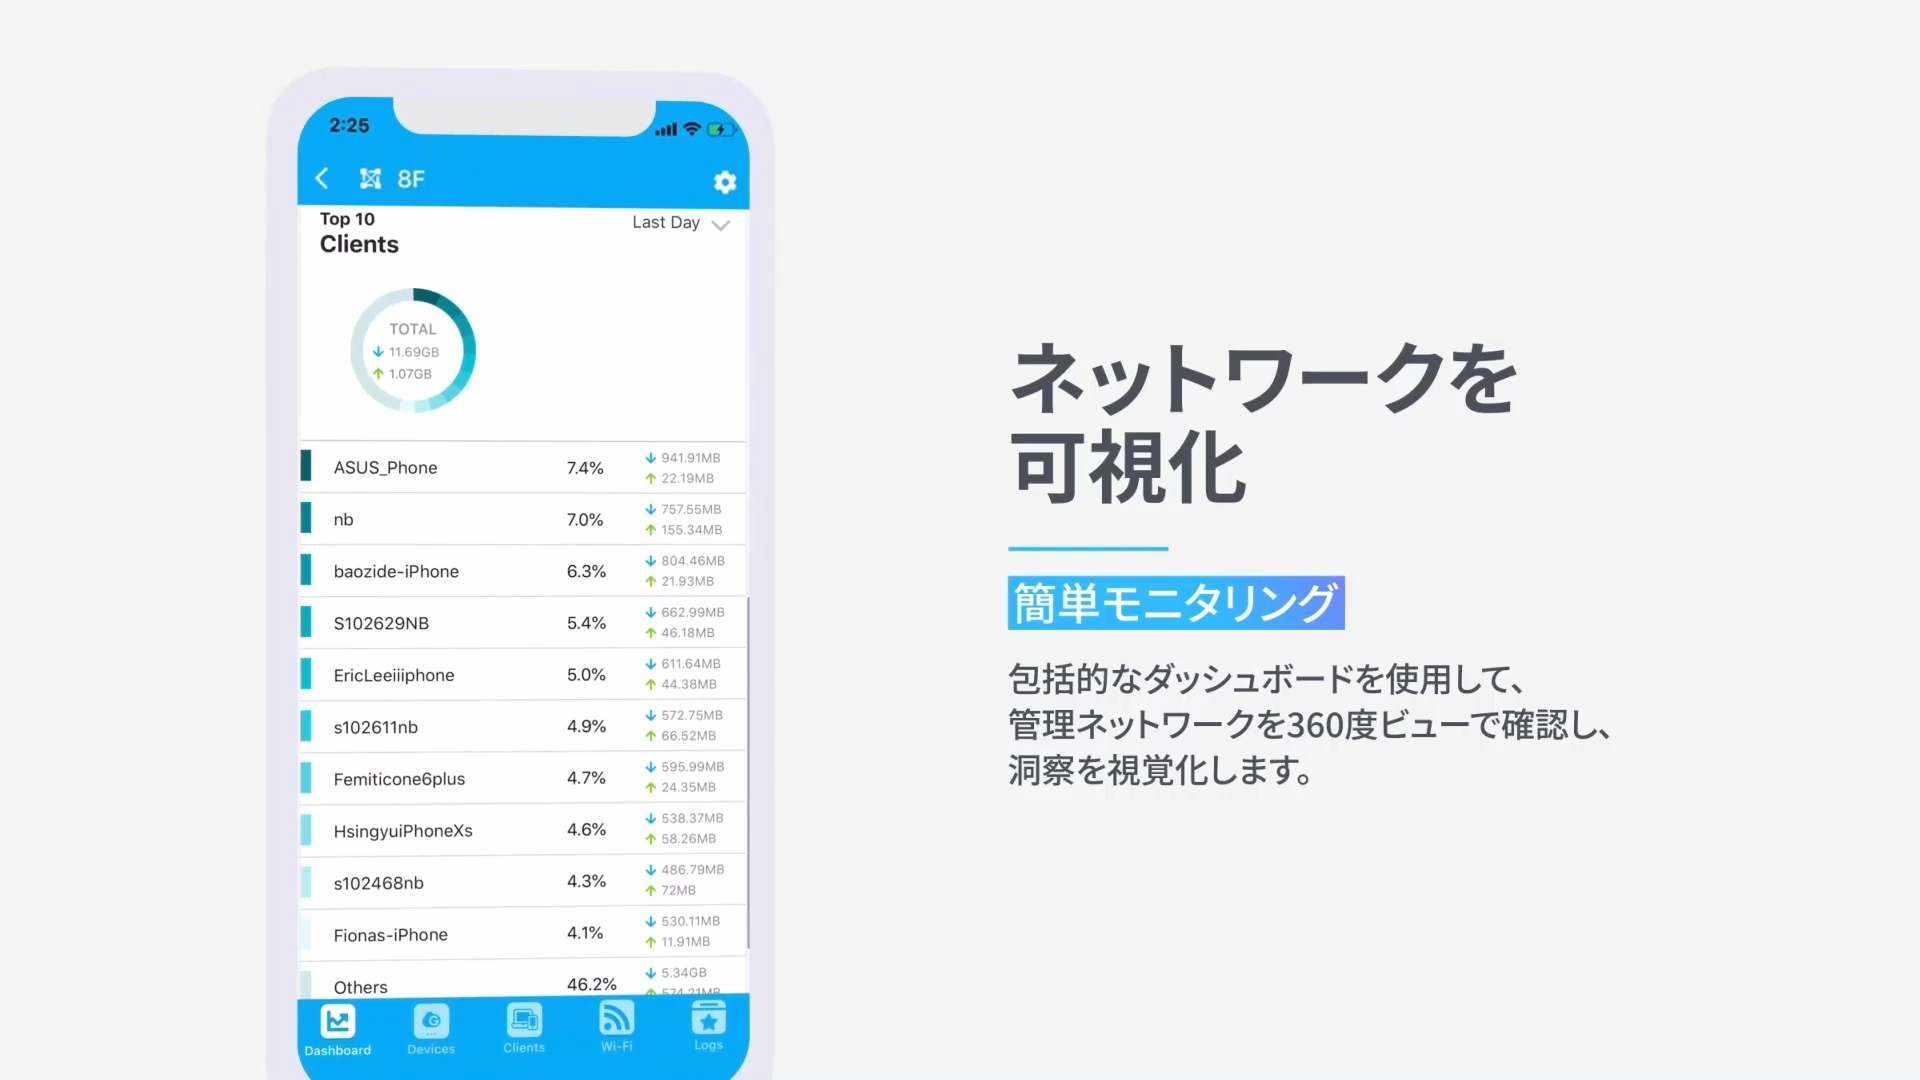 2:25
8F
Top 10
Last Day
Clients
TOTAL
11.69GB
1.07GB
ASUS_Phone 7.4% 941.91MB
22.19MB
nb 7.0% 757.55MB
155.34MB
baozide-iPhone 6.3% 804.46MB
21.93MB
S102629NB 5.4% 662.99MB
46.18MB
EricLeeiiiphone 5.0% 611.64MB
44.38MB
s102611nb 4.9% 572.75MB
66.52MB
Femiticone6plus 4.7% 595.99MB
24.35MB
HsingyuiPhoneXs 4.6% 538.37MB
58.26MB
s102468nb 4.3% 486.79MB
72MB
Fionas-iPhone 4.1% 530.11MB
11.91MB
Others 46.2% 5.34GB
574.21MB
Dashboard Devices Clients Wi-Fi Logs
ネットワークを
可視化
簡単モニタリング
包括的なダッシュボードを使用して、
管理ネットワークを360度ビューで確認し、
洞察を視覚化します。